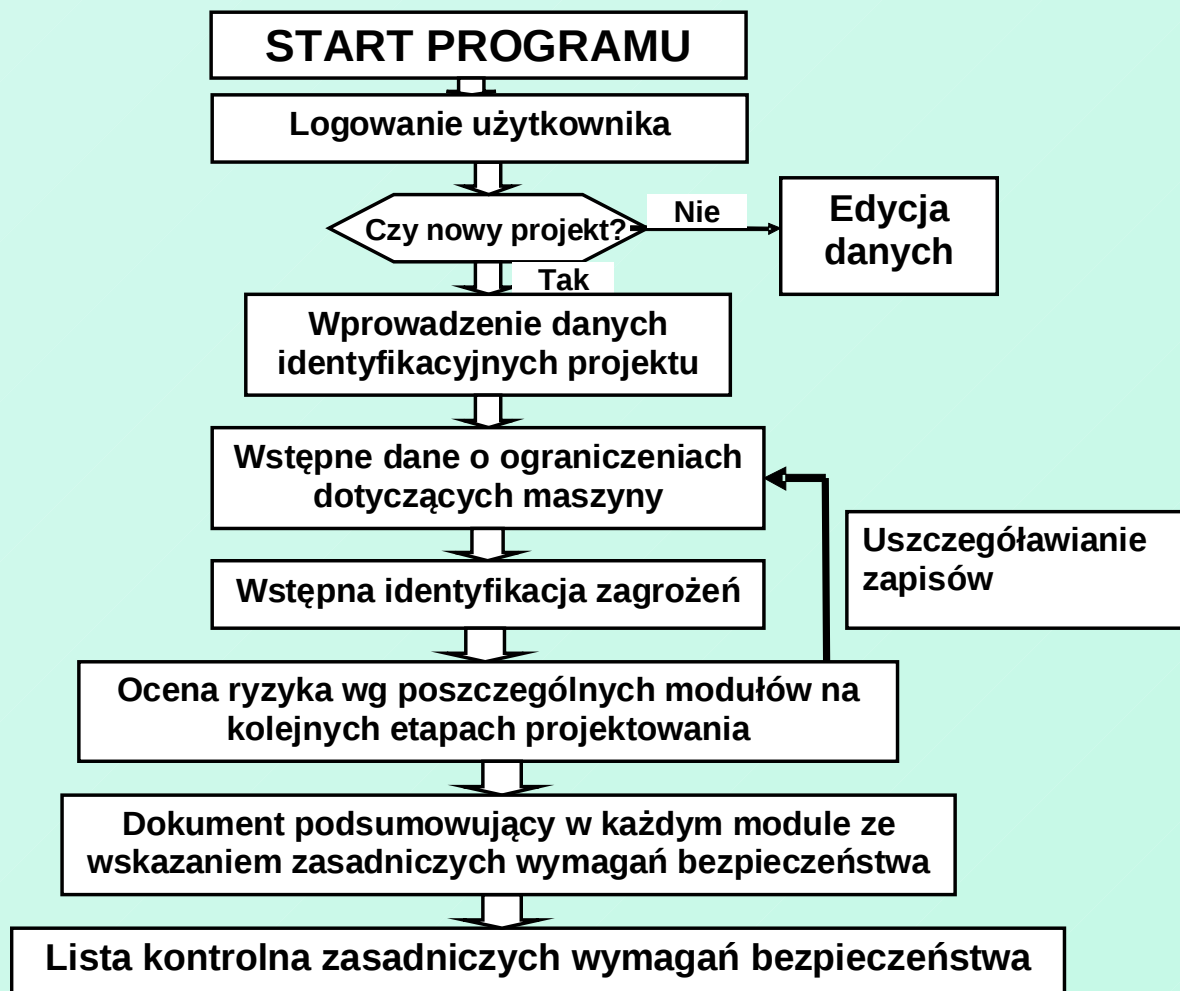 START PROGRAMU
Logowanie użytkownika
Czy nowy projekt?
Nie
Edycja
danych
Tak
Wprowadzenie danych
identyfikacyjnych projektu
Wstępne dane o ograniczeniach
dotyczących maszyny
Uszczegóławianie
zapisów
Wstępna identyfikacja zagrożeń
Ocena ryzyka wg poszczególnych modułów na
kolejnych etapach projektowania
Dokument podsumowujący w każdym module ze
wskazaniem zasadniczych wymagań bezpieczeństwa
Lista kontrolna zasadniczych wymagań bezpieczeństwa